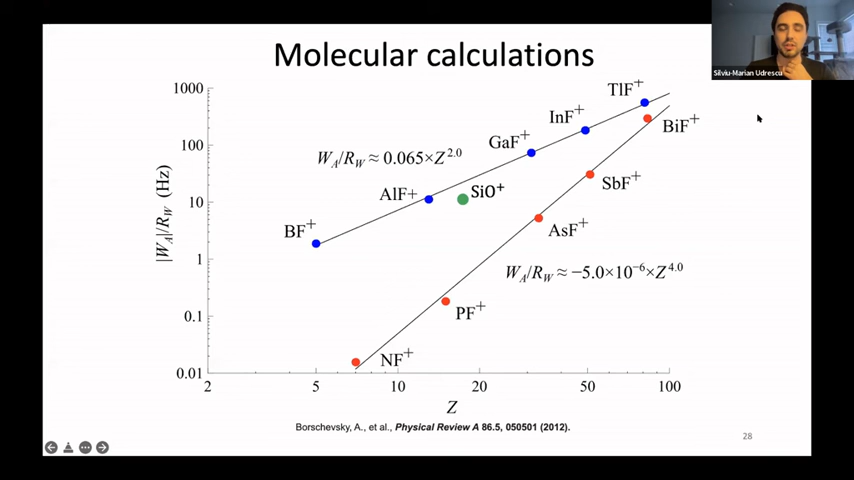 Molecular calculations
Silviu-Marian Udrescu
1000
100
10
1
0.1
0.01
|W_A|/R_W (Hz)
TlF⁺
InF⁺
BiF⁺
GaF⁺
W_A/R_W ≈ 0.065×Z^2.0
SbF⁺
AlF+
SiO⁺
BF⁺
AsF⁺
W_A/R_W ≈ −5.0×10⁻⁶×Z^4.0
PF⁺
NF⁺
2 5 10 20 50 100
Z
Borschevsky, A., et al., Physical Review A 86.5, 050501 (2012).
28